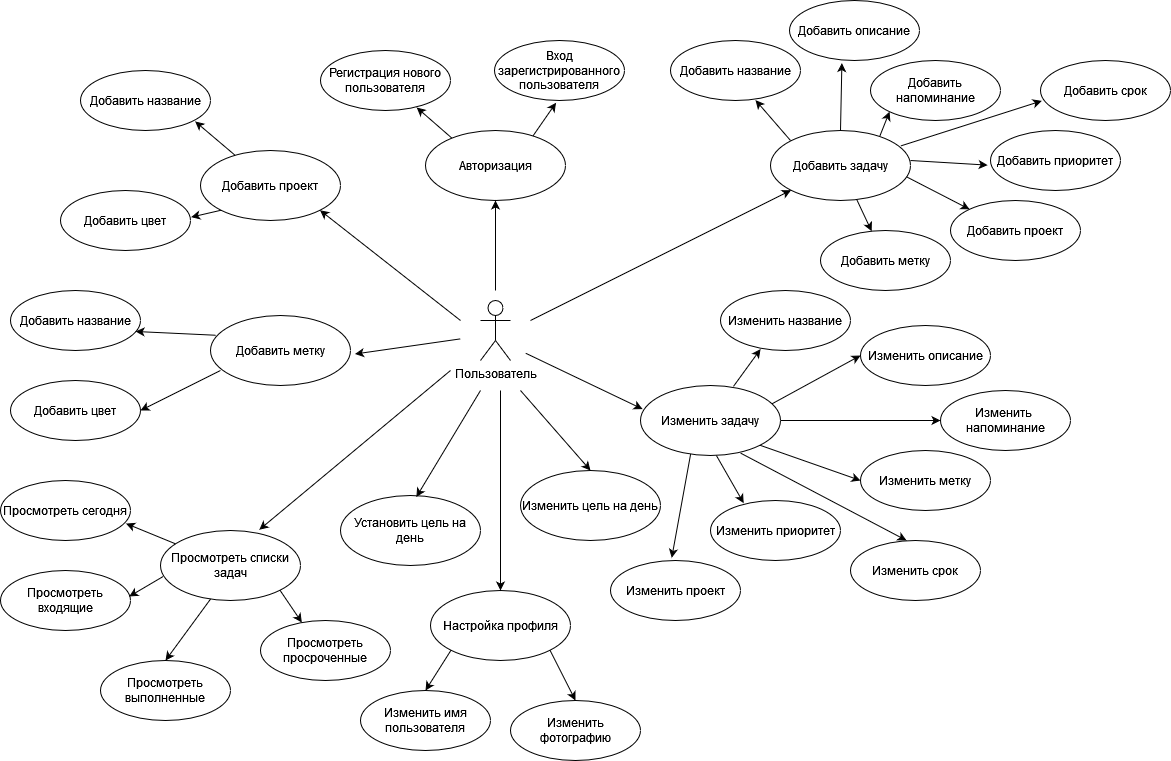 Добавить описание
Вход
зарегистрированного
пользователя
Регистрация нового
пользователя
Добавить название
Добавить
напоминание
Добавить срок
Добавить название
Авторизация
Добавить задачу
Добавить приоритет
Добавить проект
Добавить цвет
Добавить проект
Добавить метку
Добавить название
Добавить метку
Добавить цвет
Пользователь
Изменить название
Изменить описание
Изменить задачу
Изменить
напоминание
Изменить метку
Изменить приоритет
Изменить срок
Изменить проект
Просмотреть сегодня
Просмотреть списки
задач
Просмотреть
входящие
Просмотреть
выполненные
Просмотреть
просроченные
Установить цель на
день
Изменить цель на день
Настройка профиля
Изменить имя
пользователя
Изменить
фотографию